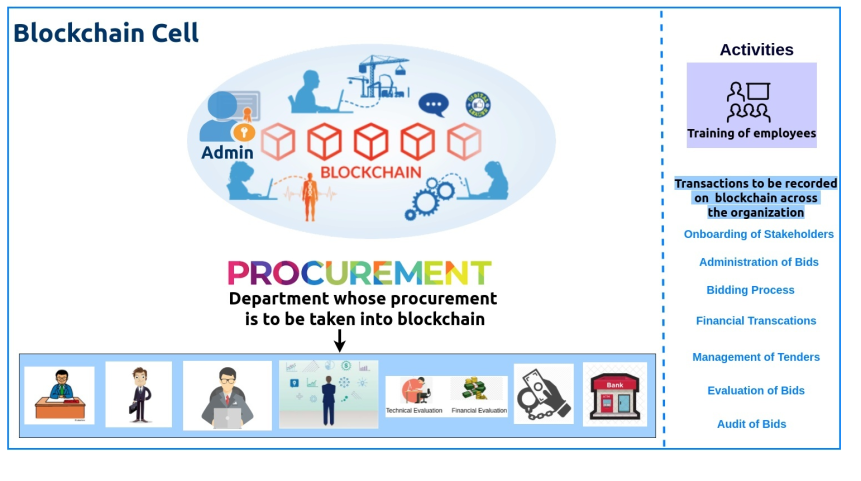 Blockchain Cell
Admin
BLOCKCHAIN
PROCUREMENT
Department whose procurement
is to be taken into blockchain
Technical Evaluation
Financial Evaluation
Bank
Activities
Training of employees
Transactions to be recorded
on blockchain across
the organization
Onboarding of Stakeholders
Administration of Bids
Bidding Process
Financial Transcations
Management of Tenders
Evaluation of Bids
Audit of Bids